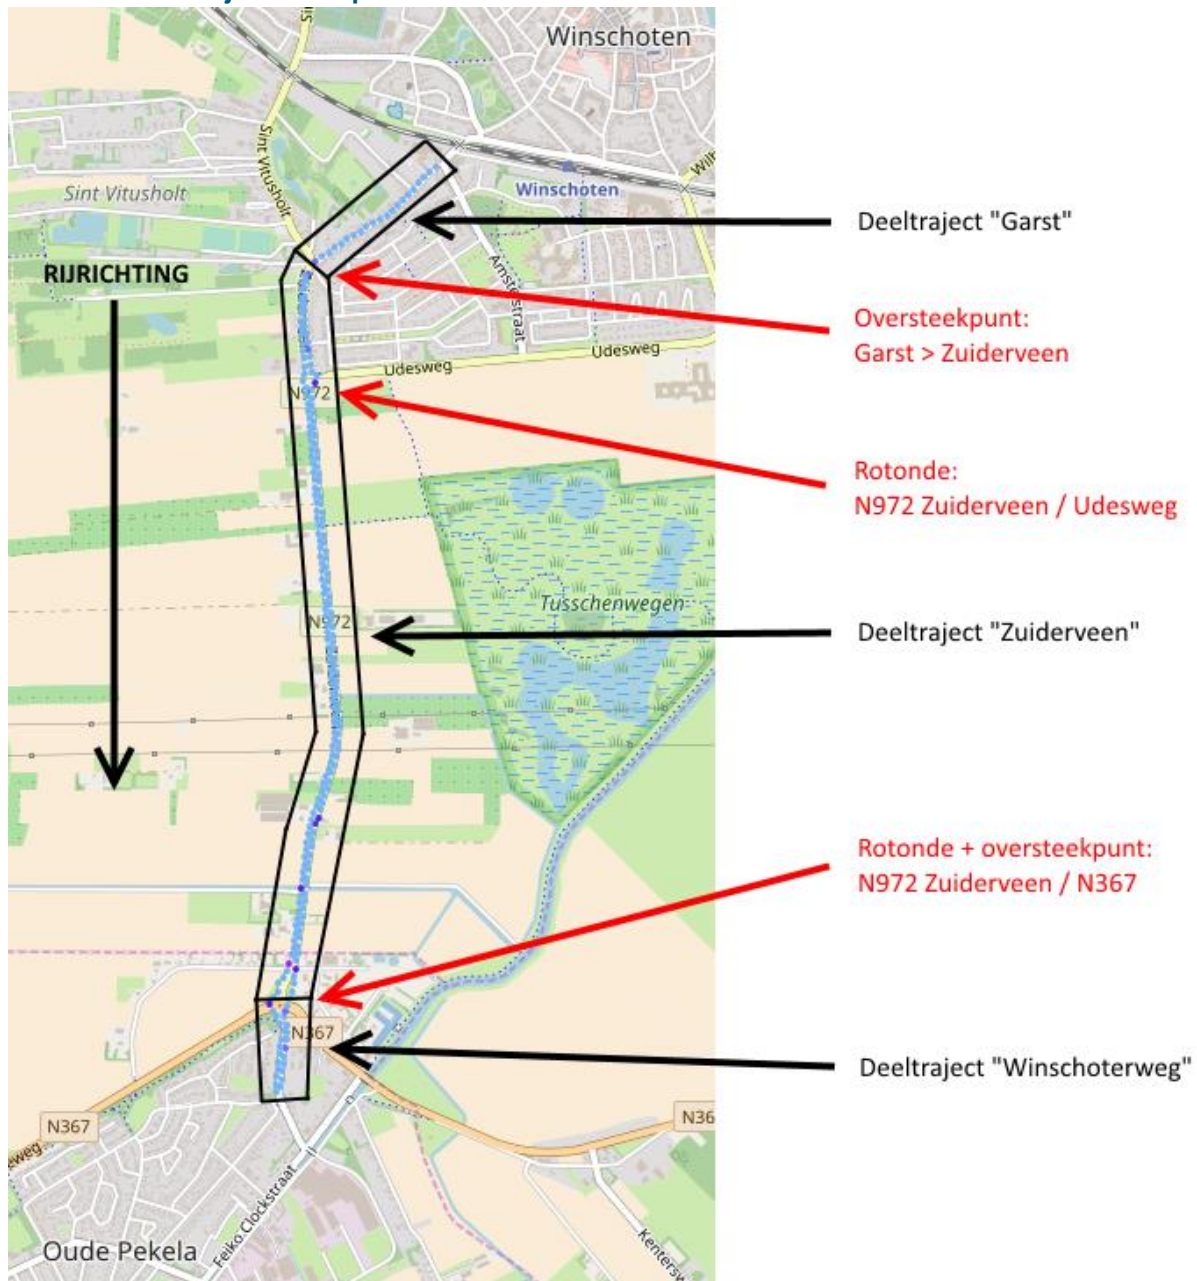 Winschoten
Sint Vitusholt
Sint Vitusholt
Winschoten
Deeltraject "Garst"
RIJRICHTING
Oversteekpunt:
Garst > Zuiderveen
Udesweg
Udesweg
N972
Rotonde:
N972 Zuiderveen / Udesweg
Tusschenwegen
N972
Deeltraject "Zuiderveen"
Rotonde + oversteekpunt:
N972 Zuiderveen / N367
N367
Deeltraject "Winschoterweg"
N367
N36
Feiko Clockstraat
Oude Pekela